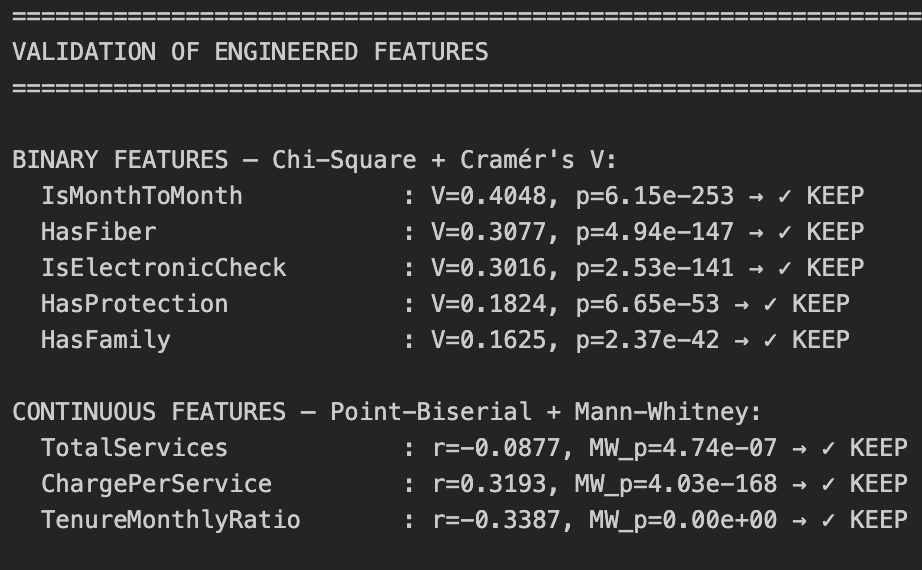 ================================================================
VALIDATION OF ENGINEERED FEATURES
================================================================
BINARY FEATURES – Chi-Square + Cramér's V:
IsMonthToMonth : V=0.4048, p=6.15e-253 → ✓ KEEP
HasFiber : V=0.3077, p=4.94e-147 → ✓ KEEP
IsElectronicCheck : V=0.3016, p=2.53e-141 → ✓ KEEP
HasProtection : V=0.1824, p=6.65e-53 → ✓ KEEP
HasFamily : V=0.1625, p=2.37e-42 → ✓ KEEP
CONTINUOUS FEATURES – Point-Biserial + Mann-Whitney:
TotalServices : r=-0.0877, MW_p=4.74e-07 → ✓ KEEP
ChargePerService : r=0.3193, MW_p=4.03e-168 → ✓ KEEP
TenureMonthlyRatio : r=-0.3387, MW_p=0.00e+00 → ✓ KEEP